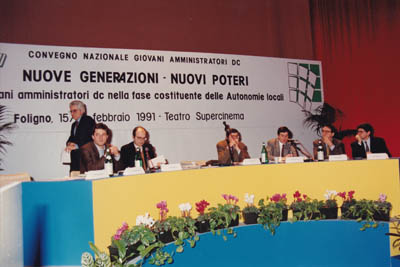 CONVEGNO NAZIONALE GIOVANI AMMINISTRATORI DC
NUOVE GENERAZIONI - NUOVI POTERI
ani amministratori dc nella fase costituente delle Autonomie locali
Foligno, 15 febbraio 1991 - Teatro Supercinema